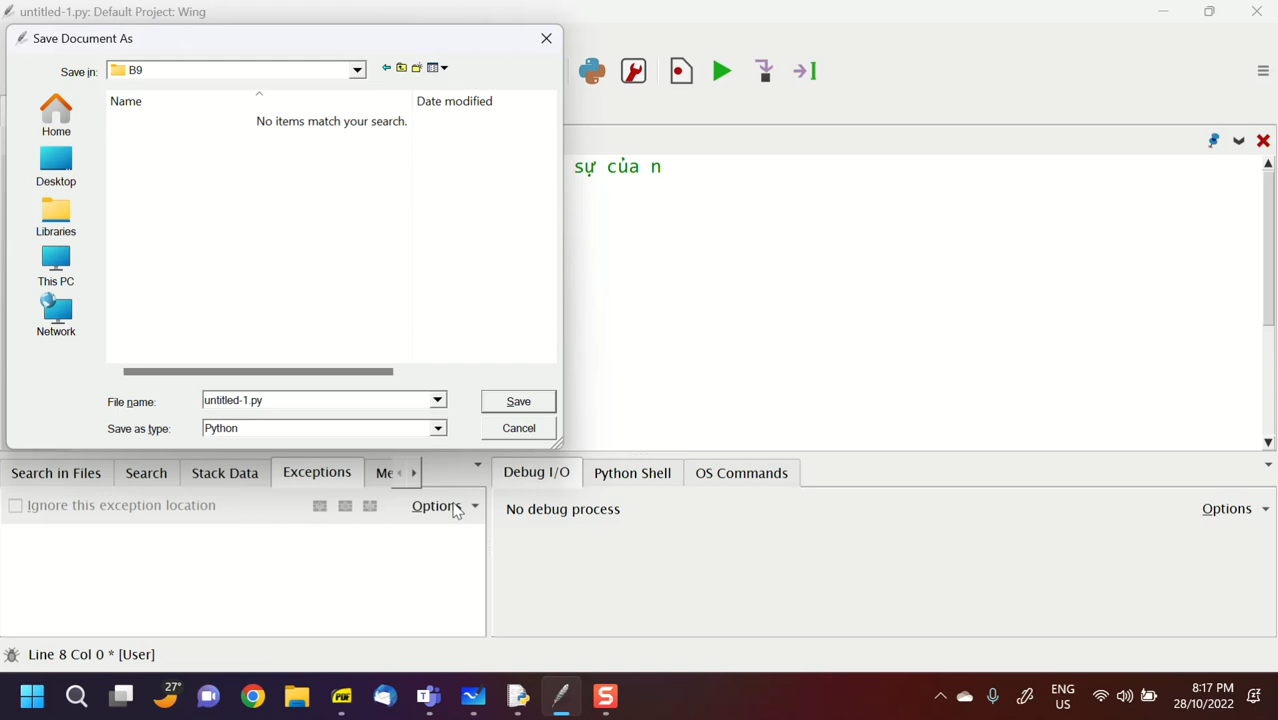 untitled-1.py: Default Project: Wing
Save Document As
Save in:
B9
Name
Date modified
No items match your search.
Home
Desktop
Libraries
This PC
Network
File name:
untitled-1.py
Save
Save as type:
Python
Cancel
sự của n
Search in Files
Search
Stack Data
Exceptions
Me
Debug I/O
Python Shell
OS Commands
Ignore this exception location
Options
No debug process
Options
Line 8 Col 0 * [User]
27°
PDF
S
ENG
US
8:17 PM
28/10/2022